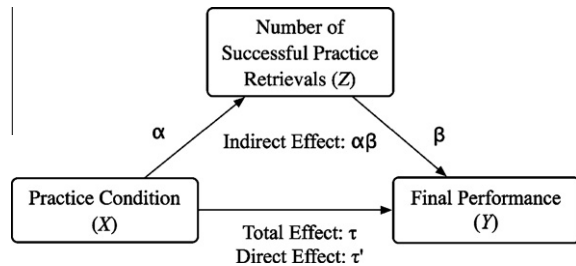 Number of
Successful Practice
Retrievals (Z)
α
Indirect Effect: αβ
β
Practice Condition
(X)
Final Performance
(Y)
Total Effect: τ
Direct Effect: τ'